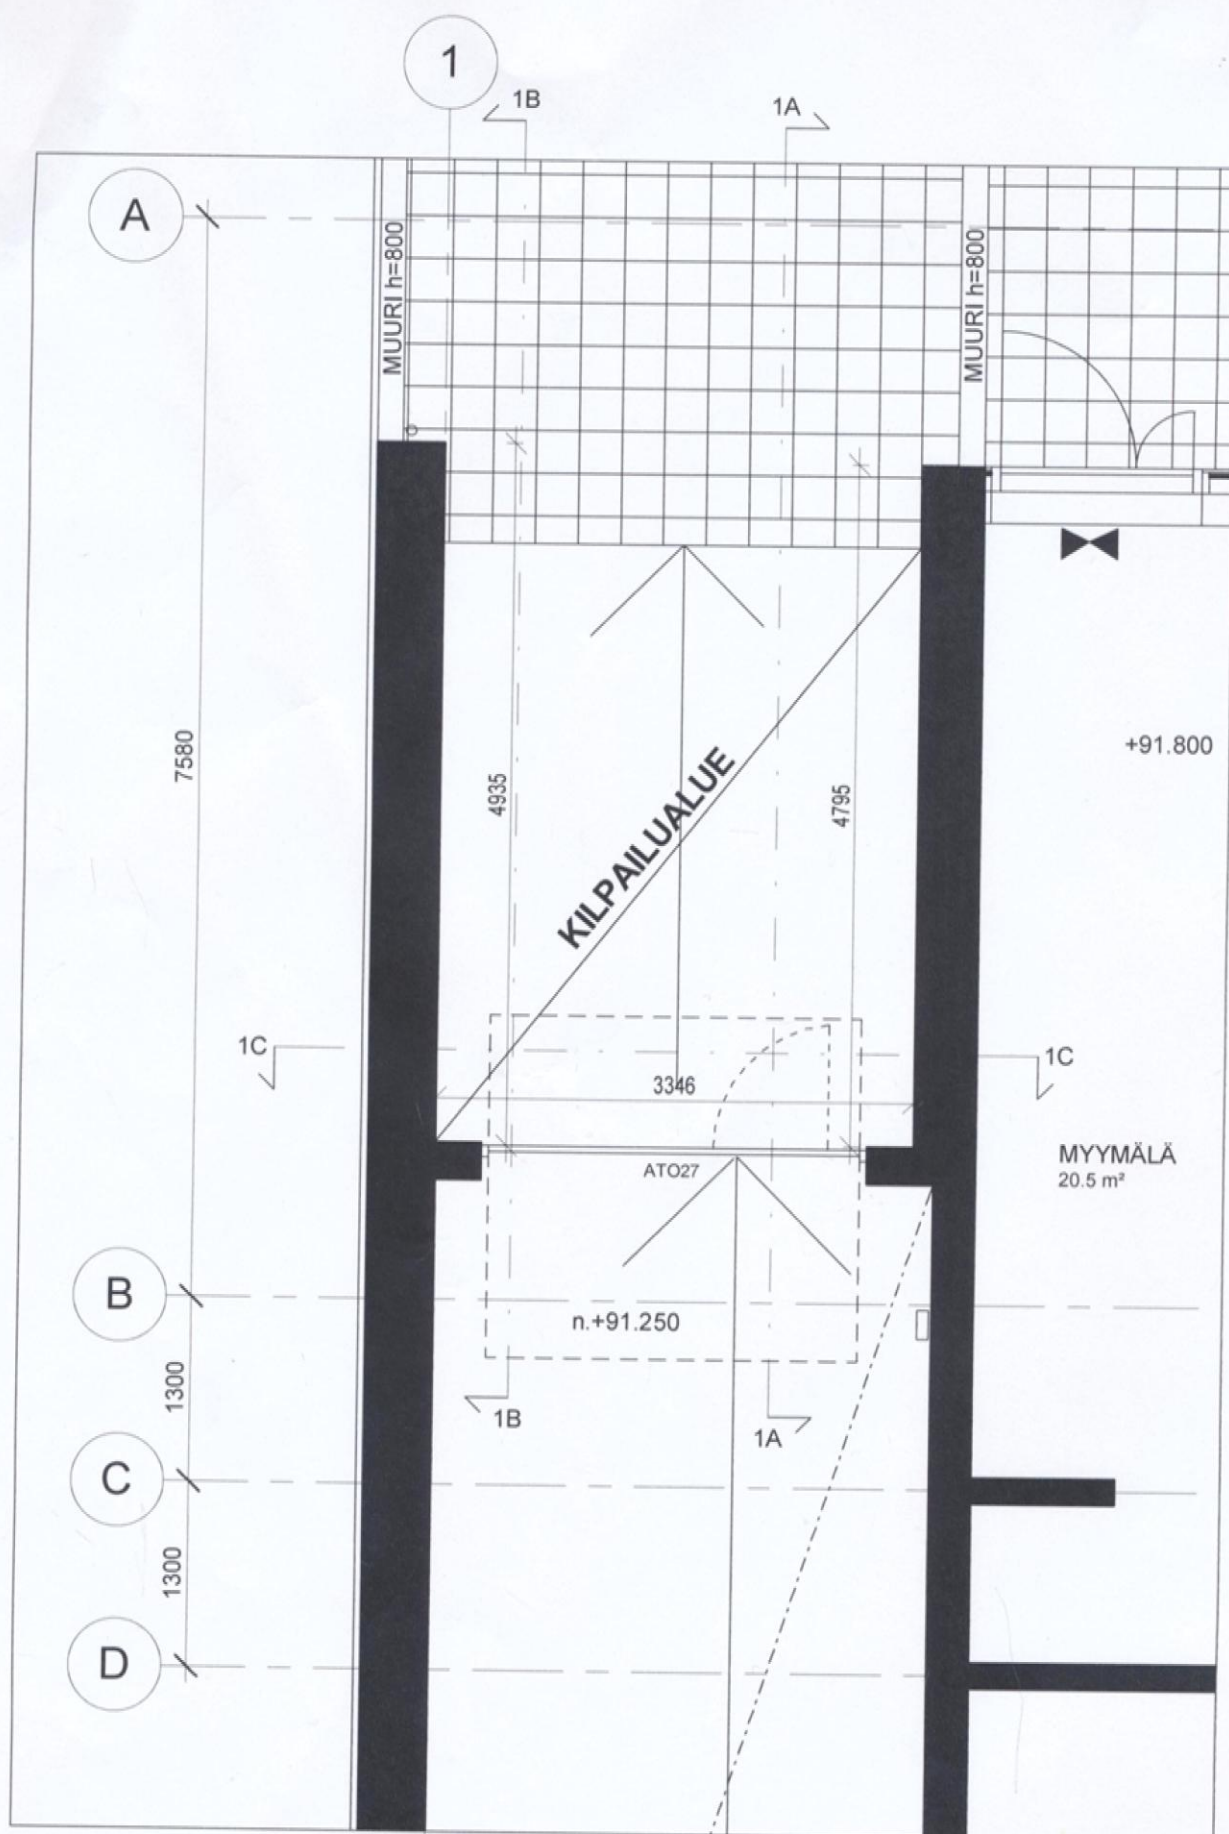 1
1B
1A
A
MUURI h=800
MUURI h=800
7580
4935
KILPAILUALUE
4795
+91.800
1C
1C
3346
MYYMÄLÄ
20.5 m²
ATO27
B
n.+91.250
1300
1B
1A
C
1300
D